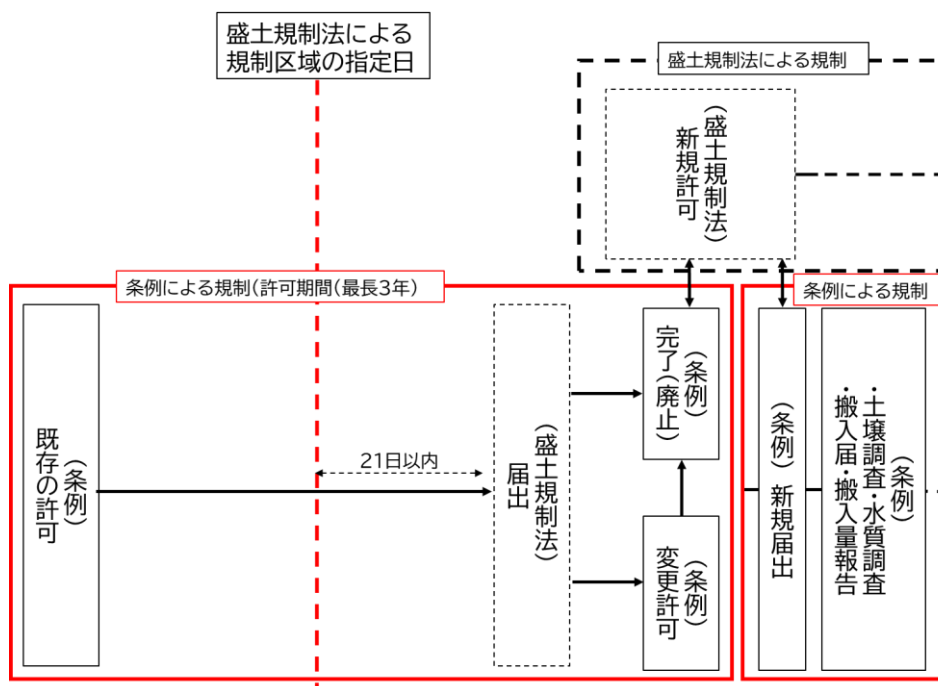 盛土規制法による
規制区域の指定日
盛土規制法による規制
(盛土規制法)
新規許可
条例による規制(許可期間(最長3年)
条例による規制
(条例)
既存の許可
21日以内
(盛土規制法)
届出
(条例)
完了(廃止)
(条例)
変更許可
(条例) 新規届出
(条例)
・土壌調査・水質調査
・搬入届・搬入量報告